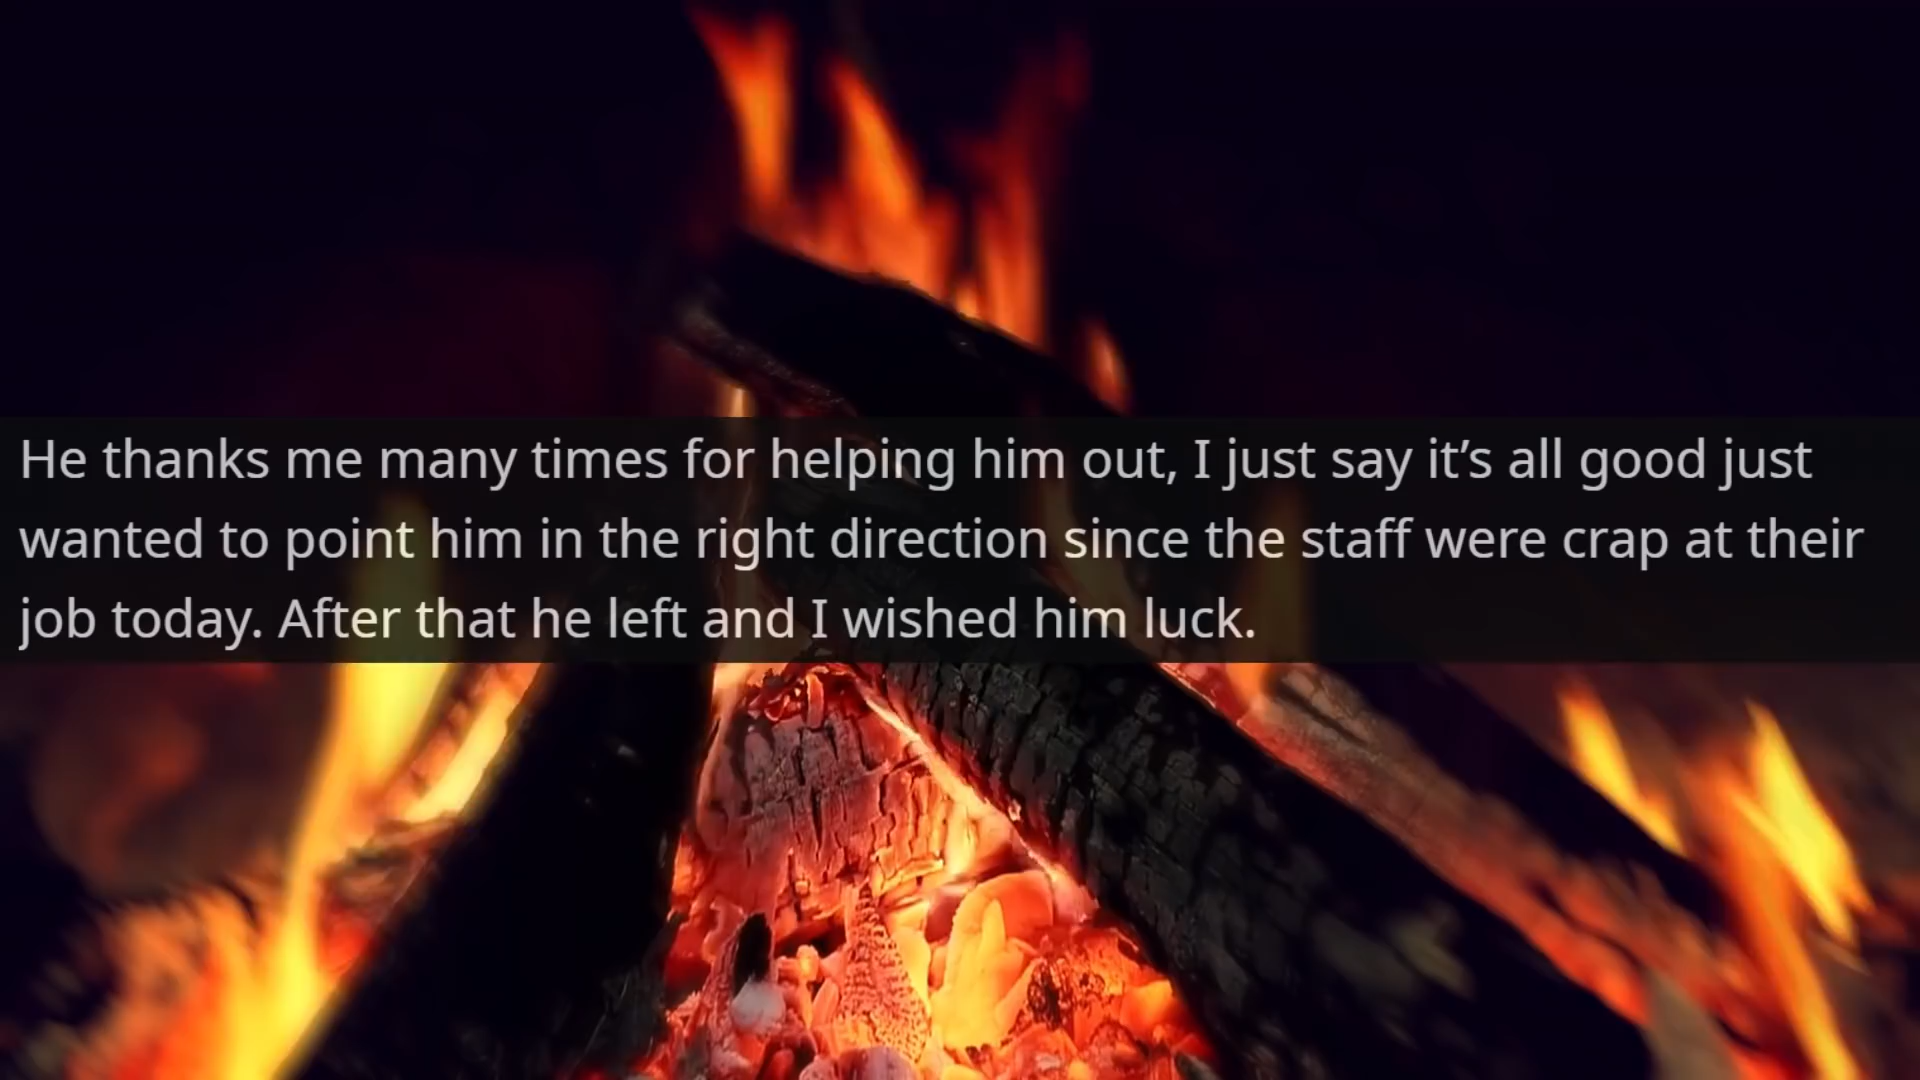 He thanks me many times for helping him out, I just say it’s all good just
wanted to point him in the right direction since the staff were crap at their
job today. After that he left and I wished him luck.